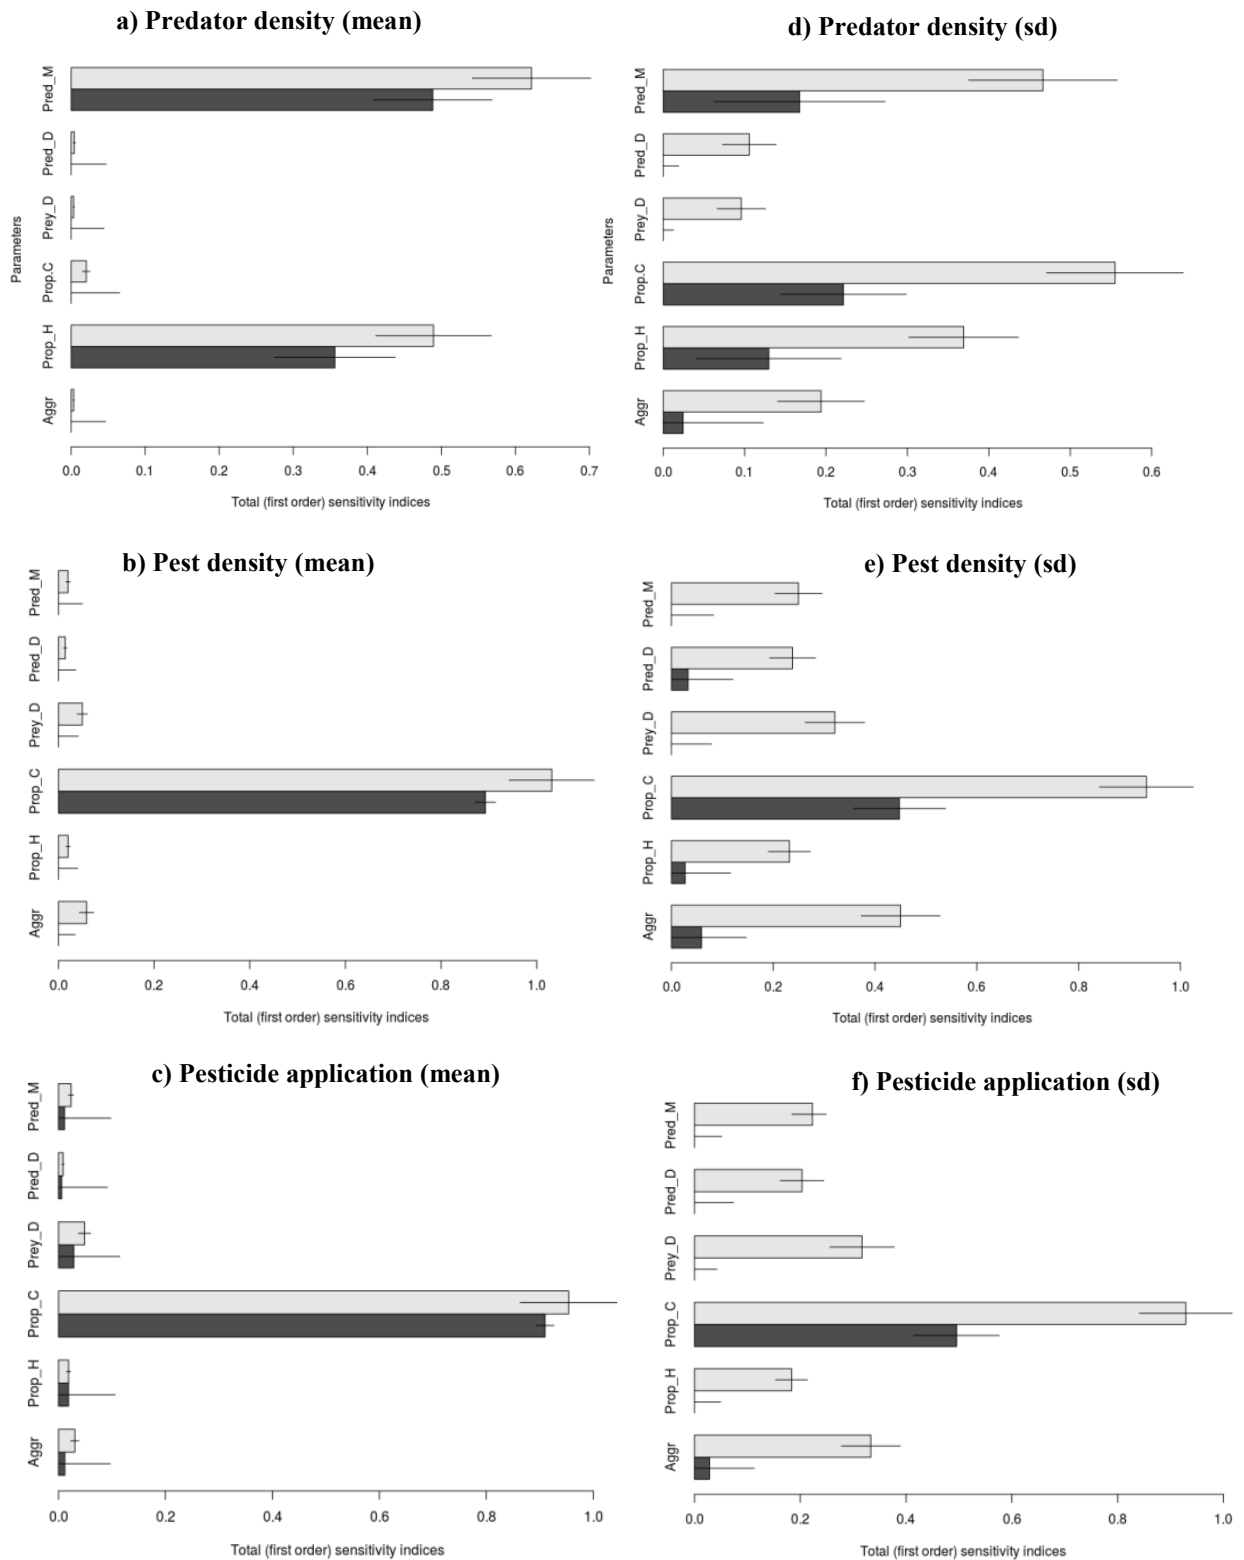 a) Predator density (mean)
Pred_M
Pred_D
Prey_D
Prop.C
Prop_H
Aggr
Parameters
0.0 0.1 0.2 0.3 0.4 0.5 0.6 0.7
Total (first order) sensitivity indices
d) Predator density (sd)
Pred_M
Pred_D
Prey_D
Prop.C
Prop_H
Aggr
Parameters
0.0 0.1 0.2 0.3 0.4 0.5 0.6
Total (first order) sensitivity indices
b) Pest density (mean)
Pred_M
Pred_D
Prey_D
Prop_C
Prop_H
Aggr
0.0 0.2 0.4 0.6 0.8 1.0
Total (first order) sensitivity indices
e) Pest density (sd)
Pred_M
Pred_D
Prey_D
Prop_C
Prop_H
Aggr
0.0 0.2 0.4 0.6 0.8 1.0
Total (first order) sensitivity indices
c) Pesticide application (mean)
Pred_M
Pred_D
Prey_D
Prop_C
Prop_H
Aggr
0.0 0.2 0.4 0.6 0.8 1.0
Total (first order) sensitivity indices
f) Pesticide application (sd)
Pred_M
Pred_D
Prey_D
Prop_C
Prop_H
Aggr
0.0 0.2 0.4 0.6 0.8 1.0
Total (first order) sensitivity indices